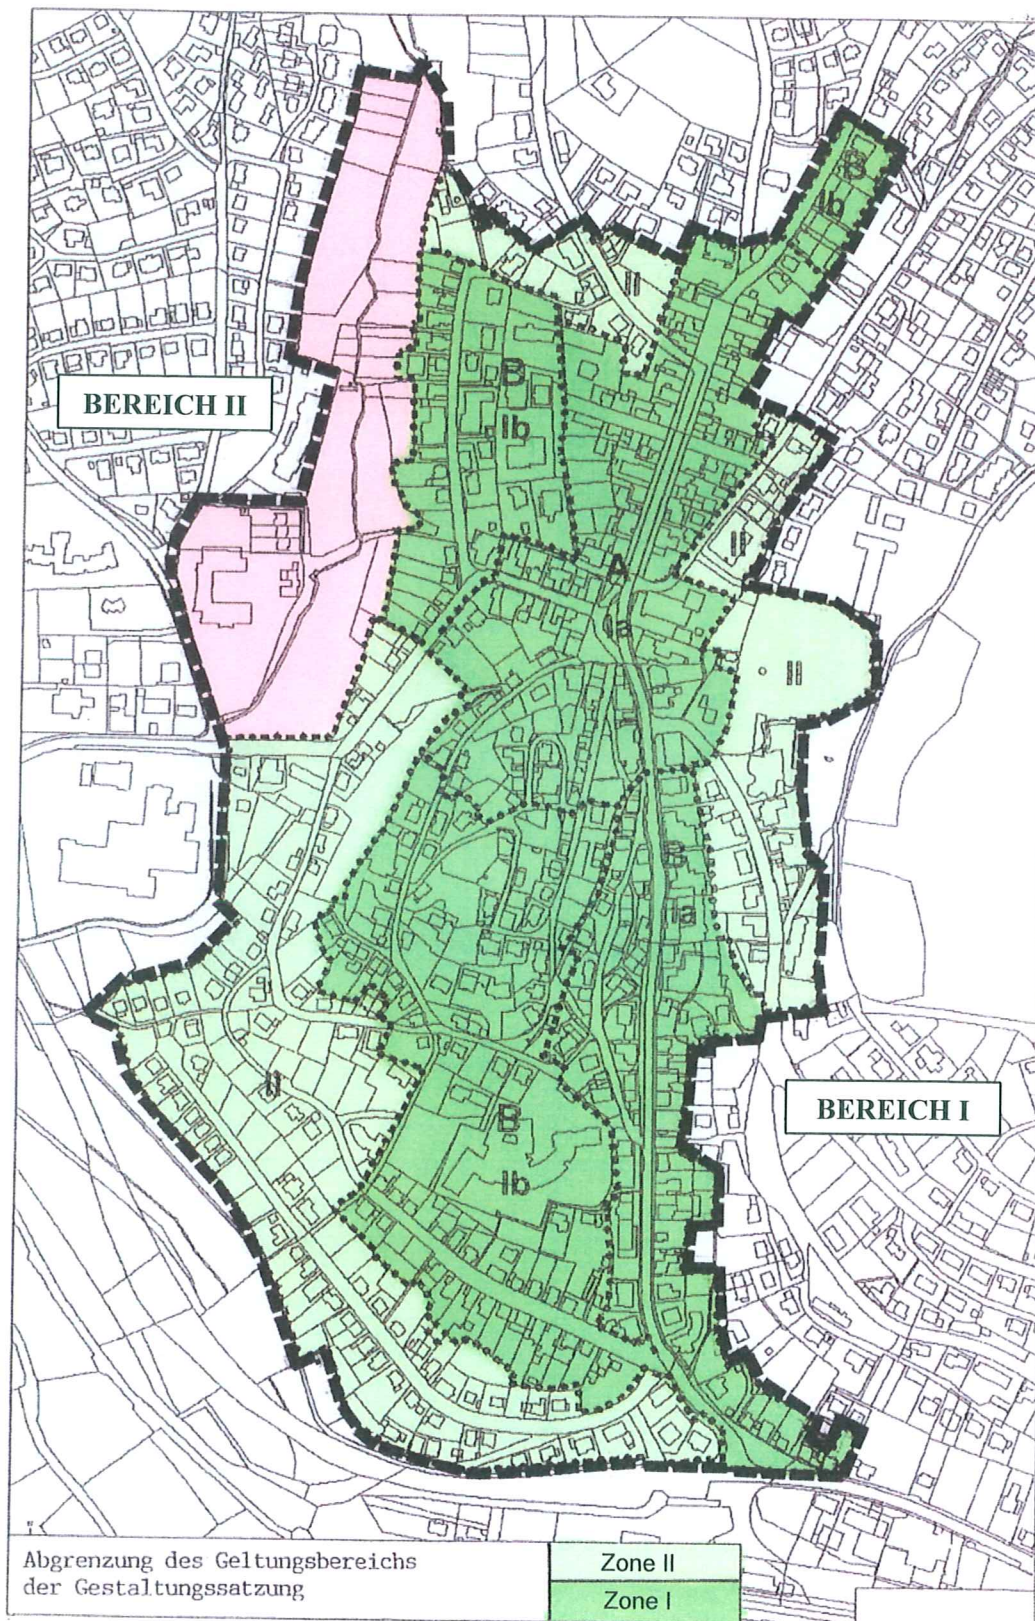 B
Ib
II
BEREICH II
B
Ib
II
A
Ia
II
B
Ia
II
BEREICH I
B
Ib
Abgrenzung des Geltungsbereichs
der Gestaltungssatzung
Zone II
Zone I